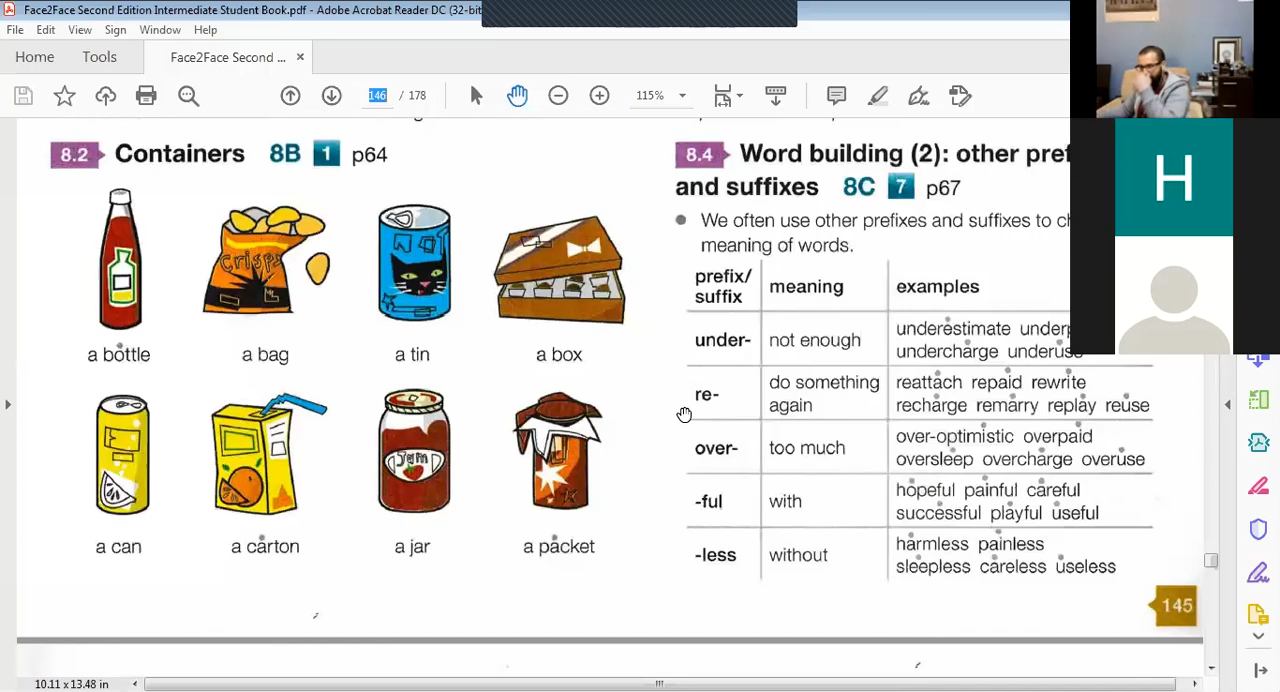 Face2Face Second Edition Intermediate Student Book.pdf - Adobe Acrobat Reader DC (32-bit
File Edit View Sign Window Help
Home Tools Face2Face Second ... ×
146 / 178 115%
8.2 Containers 8B 1 p64
Crisps
a bottle a bag a tin a box
Jam
a can a carton a jar a packet
8.4 Word building (2): other pref
and suffixes 8C 7 p67
We often use other prefixes and suffixes to ch
meaning of words.
prefix/
suffix
meaning examples
under- not enough
underestimate underp
undercharge underuse
re-
do something
again
reattach repaid rewrite
recharge remarry replay reuse
over- too much
over-optimistic overpaid
oversleep overcharge overuse
-ful with
hopeful painful careful
successful playful useful
-less without
harmless painless
sleepless careless useless
145
H
10.11 x 13.48 in